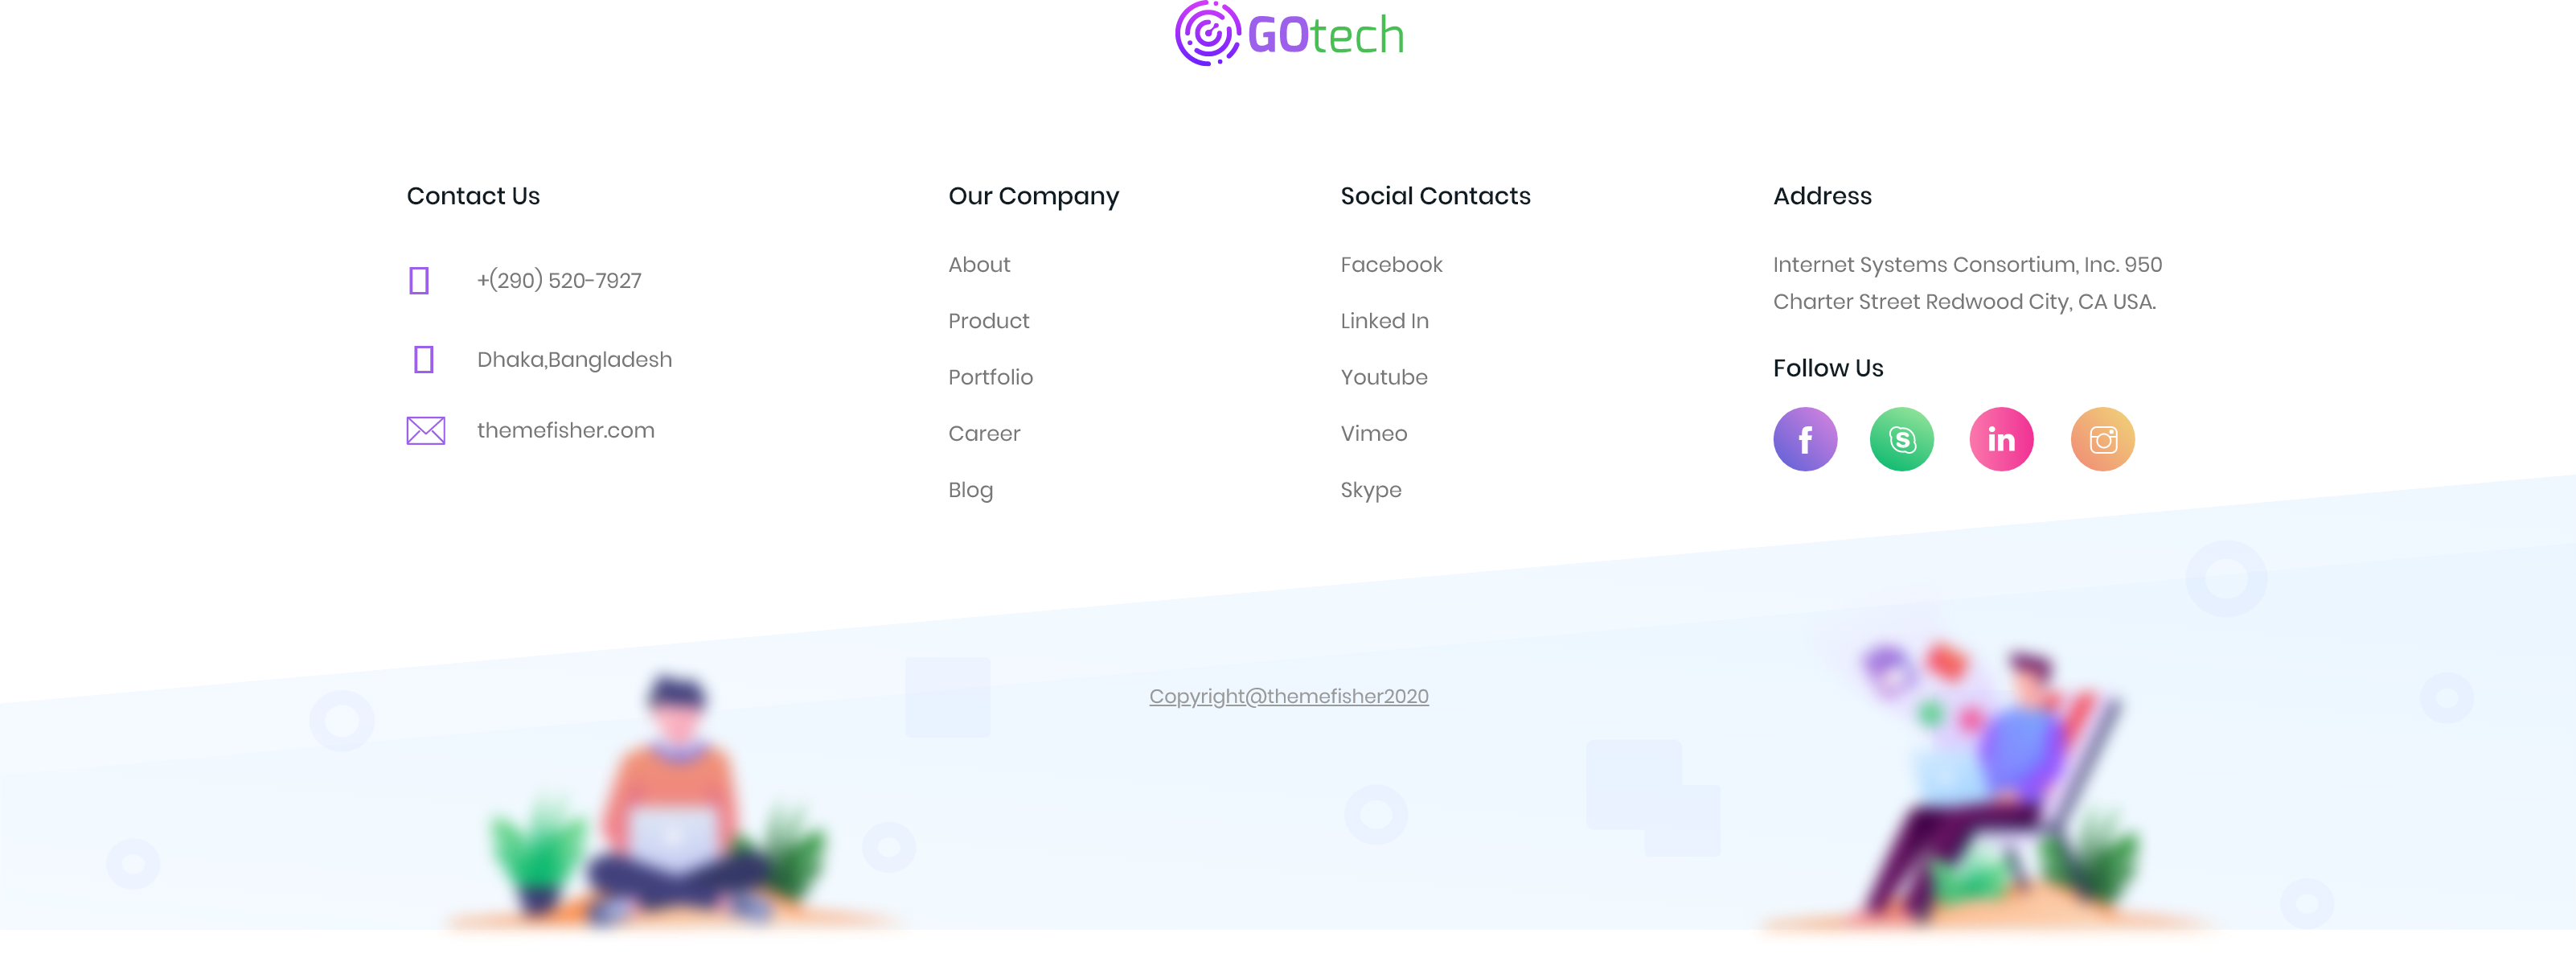 GOtech
Contact Us
+(290) 520-7927
Dhaka,Bangladesh
themefisher.com
Our Company
About
Product
Portfolio
Career
Blog
Social Contacts
Facebook
Linked In
Youtube
Vimeo
Skype
Address
Internet Systems Consortium, Inc. 950
Charter Street Redwood City, CA USA.
Follow Us
Copyright@themefisher2020